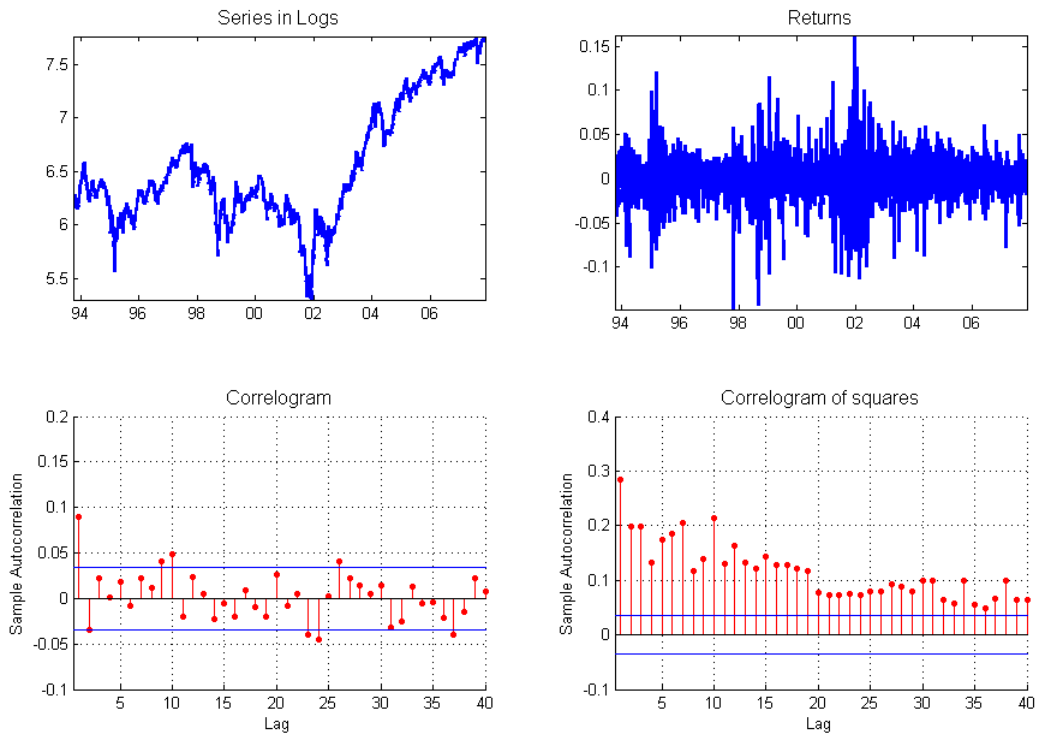 Series in Logs
7.5
7
6.5
6
5.5
94 96 98 00 02 04 06
Returns
0.15
0.1
0.05
0
-0.05
-0.1
94 96 98 00 02 04 06
Correlogram
Sample Autocorrelation
0.2
0.15
0.1
0.05
0
-0.05
-0.1
5 10 15 20 25 30 35 40
Lag
Correlogram of squares
Sample Autocorrelation
0.4
0.3
0.2
0.1
0
-0.1
5 10 15 20 25 30 35 40
Lag